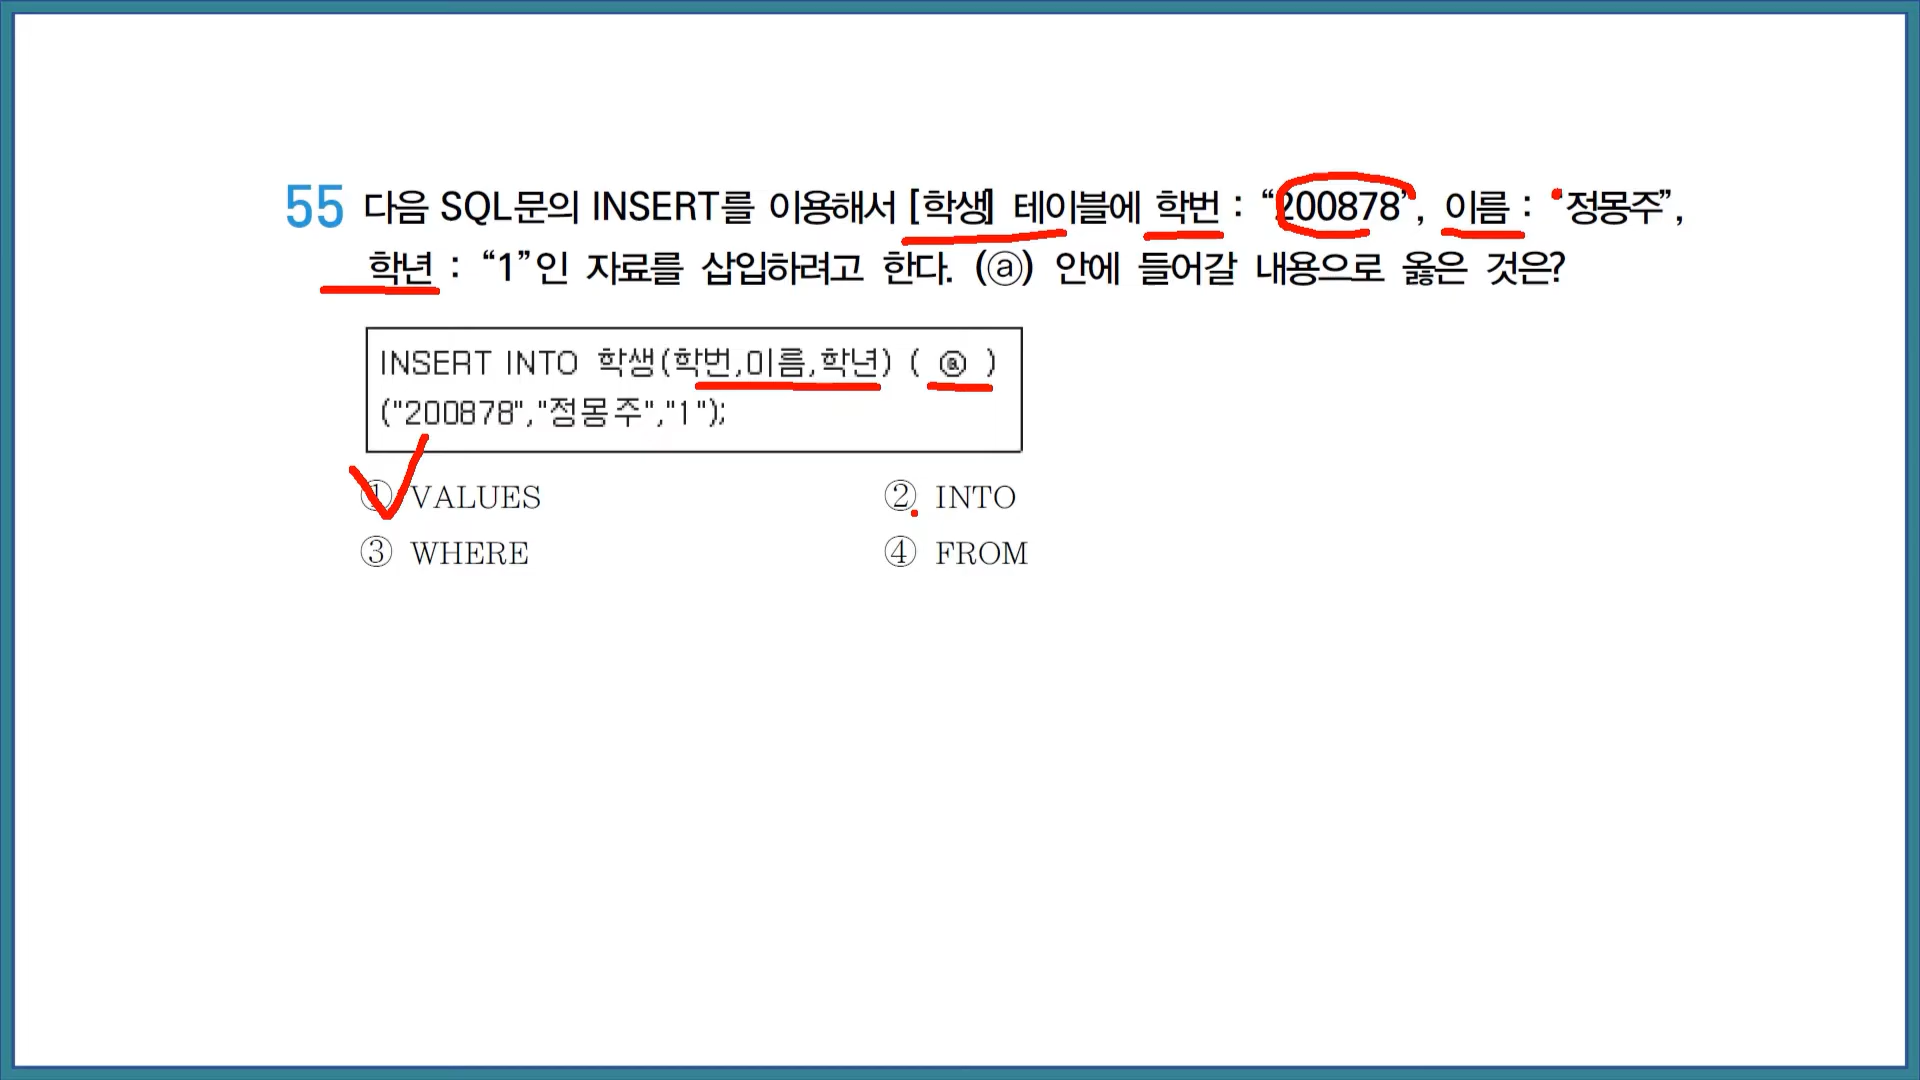 55 다음 SQL문의 INSERT를 이용해서 [학생] 테이블에 학번 : “200878”, 이름 : “정몽주”,
학년 : “1”인 자료를 삽입하려고 한다. (ⓐ) 안에 들어갈 내용으로 옳은 것은?
INSERT INTO 학생(학번,이름,학년) ( ⓐ )
("200878","정몽주","1");
① VALUES ② INTO
③ WHERE ④ FROM